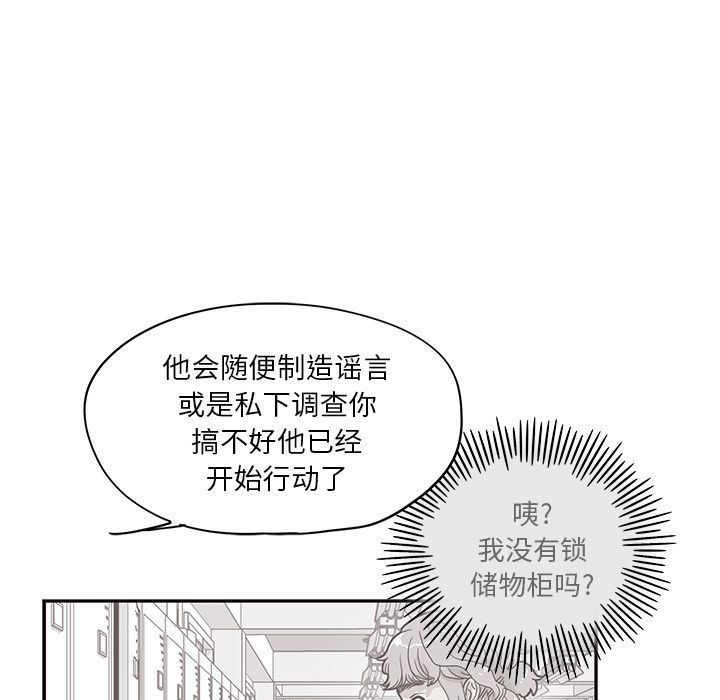 他会随便制造谣言
或是私下调查你
搞不好他已经
开始行动了
咦?
我没有锁
储物柜吗?